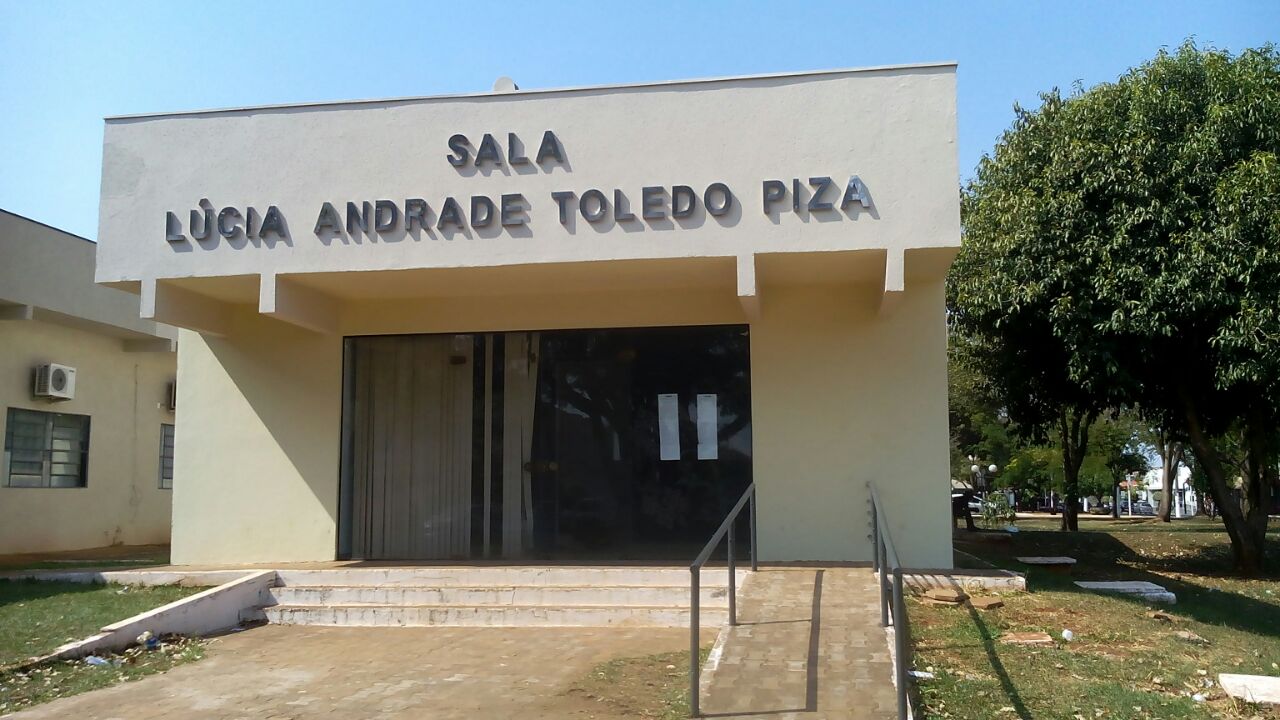 SALA
LÚCIA ANDRADE TOLEDO PIZA